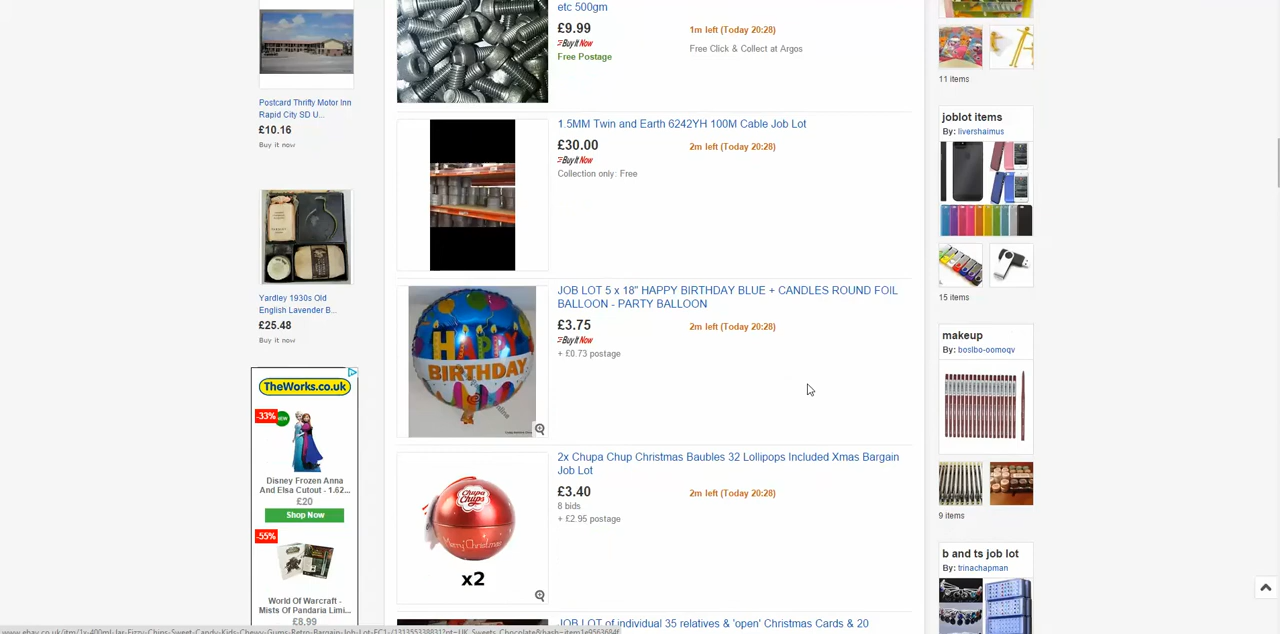 etc 500gm
£9.99
Buy It Now
Free Postage
1m left (Today 20:28)
Free Click & Collect at Argos
1.5MM Twin and Earth 6242YH 100M Cable Job Lot
£30.00
Buy It Now
Collection only: Free
2m left (Today 20:28)
JOB LOT 5 x 18" HAPPY BIRTHDAY BLUE + CANDLES ROUND FOIL
BALLOON - PARTY BALLOON
£3.75
Buy It Now
+ £0.73 postage
2m left (Today 20:28)
HAPPY
BIRTHDAY
2x Chupa Chup Christmas Baubles 32 Lollipops Included Xmas Bargain
Job Lot
£3.40
8 bids
+ £2.95 postage
2m left (Today 20:28)
Chupa
Chups
Merry Christmas
x2
JOB LOT of individual 35 relatives & 'open' Christmas Cards & 20
Postcard Thrifty Motor Inn
Rapid City SD U...
£10.16
Buy it now
Yardley 1930s Old
English Lavender B...
£25.48
Buy it now
TheWorks.co.uk
-33%
NEW
Disney Frozen Anna
And Elsa Cutout - 1.62...
£20
Shop Now
-55%
World Of Warcraft -
Mists Of Pandaria Limi...
£8.99
11 items
joblot items
By: livershaimus
15 items
makeup
By: boslbo-oomoqv
9 items
b and ts job lot
By: trinachapman